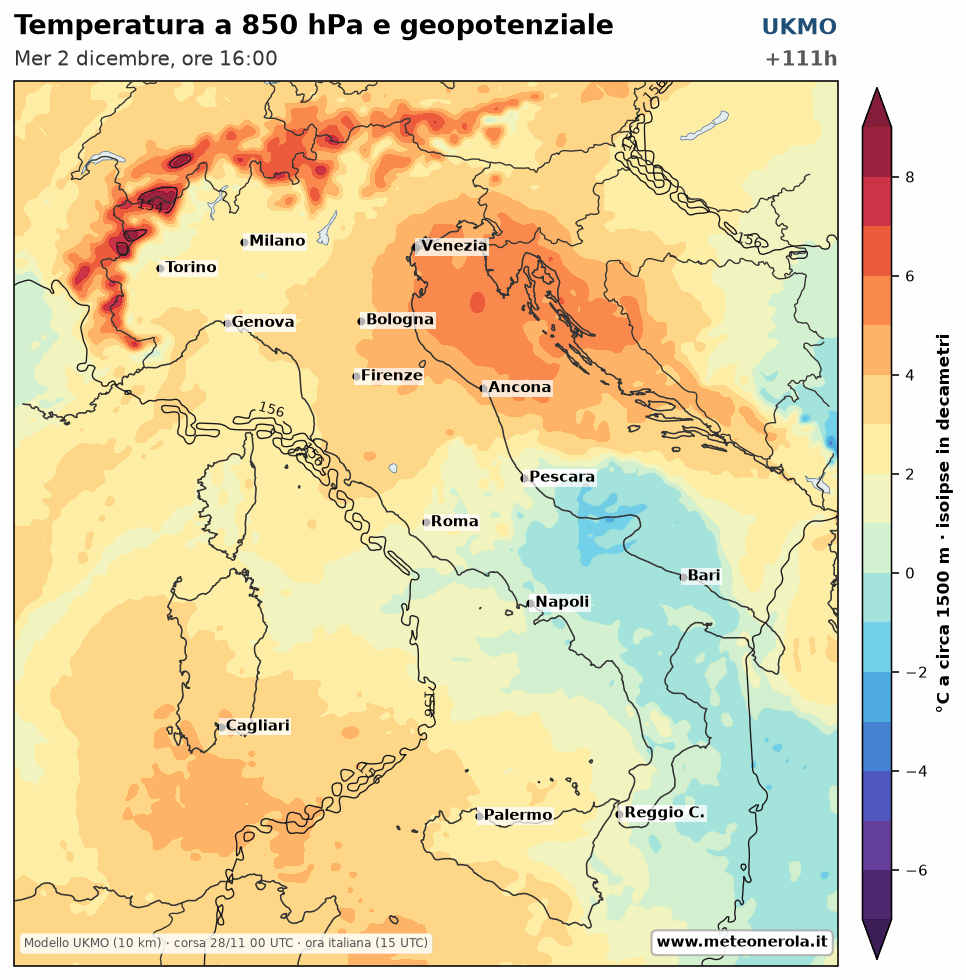 Temperatura a 850 hPa e geopotenziale
UKMO
Mer 2 dicembre, ore 16:00
+111h
156
154
156
Milano
Venezia
Torino
Genova
Bologna
Firenze
Ancona
156
156
Pescara
Roma
Bari
Napoli
156
Cagliari
Palermo
Reggio C.
8
6
4
2
0
−2
−4
−6
°C a circa 1500 m · isoipse in decametri
Modello UKMO (10 km) · corsa 28/11 00 UTC · ora italiana (15 UTC)
www.meteonerola.it